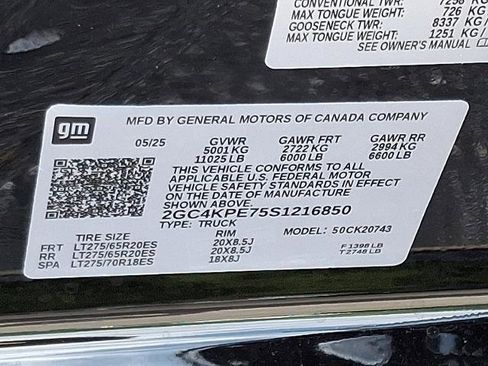 CONVENTIONAL TWR: 7258 KG
MAX TONGUE WEIGHT: 726 KG /
GOOSENECK TWR: 8337 KG /
MAX TONGUE WEIGHT: 1251 KG /
SEE OWNER'S MANUAL
gm
MFD BY GENERAL MOTORS OF CANADA COMPANY
05/25 GVWR GAWR FRT GAWR RR
5001 KG 2722 KG 2994 KG
11025 LB 6000 LB 6600 LB
THIS VEHICLE CONFORMS TO ALL
APPLICABLE U.S. FEDERAL MOTOR
VEHICLE SAFETY STANDARDS IN EFFECT
ON THE DATE OF MANUFACTURE
SHOWN ABOVE.
2GC4KPE75S1216850
TYPE: TRUCK MODEL: 50CK20743
TIRE SIZE RIM
FRT LT275/65R20ES 20X8.5J F 1398 LB
RR LT275/65R20ES 20X8.5J T 2748 LB
SPA LT275/70R18ES 18X8J